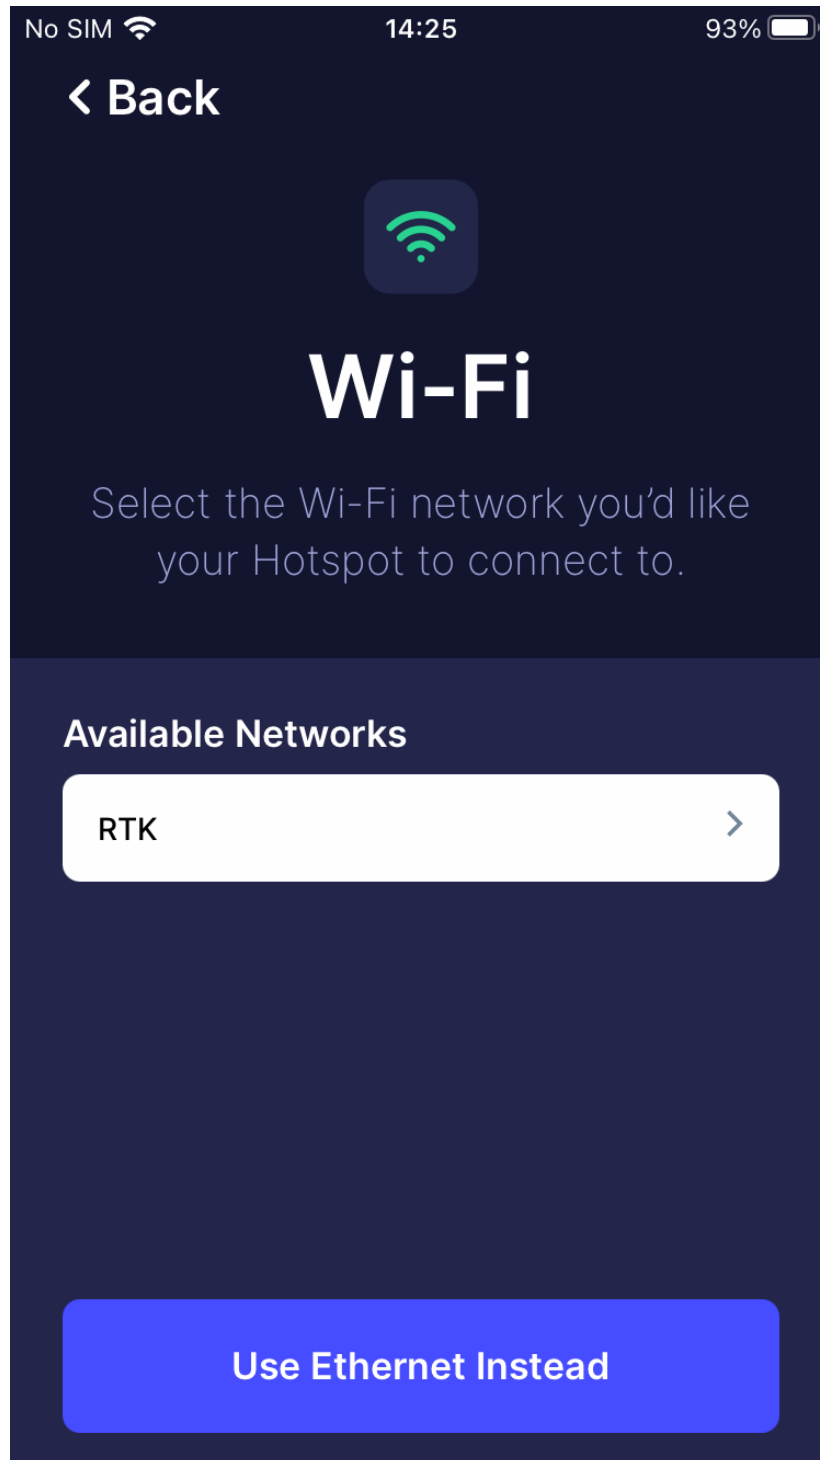 No SIM 14:25 93%
Back
Wi-Fi
Select the Wi-Fi network you’d like
your Hotspot to connect to.
Available Networks
RTK
Use Ethernet Instead